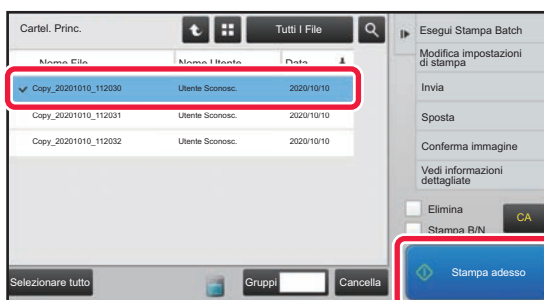 Cartel. Princ.
Tutti I File
Nome File Nome Utente Data
Copy_20201010_112030 Utente Sconosc. 2020/10/10
Copy_20201010_112031 Utente Sconosc. 2020/10/10
Copy_20201010_112032 Utente Sconosc. 2020/10/10
Selezionare tutto
Gruppi
Cancella
Esegui Stampa Batch
Modifica impostazioni
di stampa
Invia
Sposta
Conferma immagine
Vedi informazioni
dettagliate
Elimina
CA
Stampa B/N
Stampa adesso